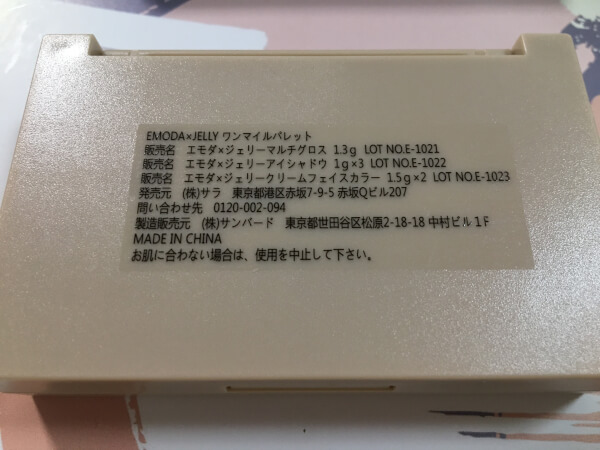 EMODA×JELLY ワンマイルパレット
販売名　エモダ×ジェリーマルチグロス 1.3g LOT NO.E-1021
販売名　エモダ×ジェリーアイシャドウ 1g×3 LOT NO.E-1022
販売名　エモダ×ジェリークリームフェイスカラー 1.5g×2 LOT NO.E-1023
発売元　(株)サラ　東京都港区赤坂7-9-5 赤坂Qビル207
問い合わせ先　0120-002-094
製造販売元　(株)サンバード　東京都世田谷区松原2-18-18 中村ビル1F
MADE IN CHINA
お肌に合わない場合は、使用を中止して下さい。